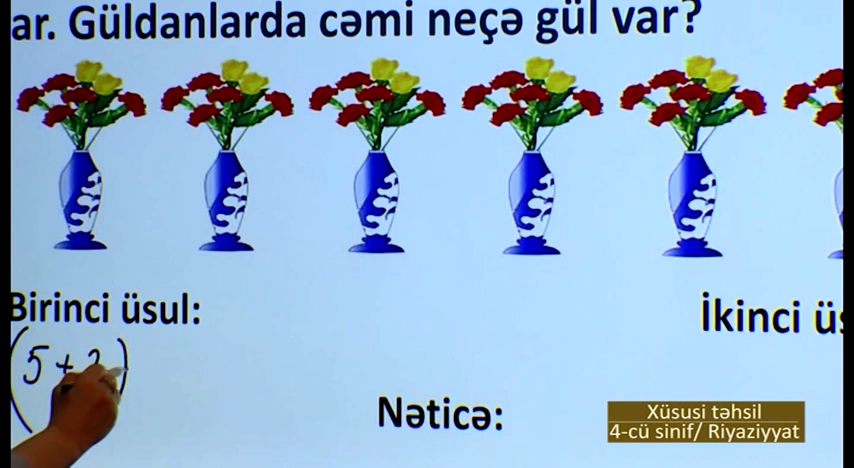 ar. Güldanlarda cəmi neçə gül var?
Birinci üsul:
İkinci ü
(5+2)
Nəticə:
Xüsusi təhsil
4-cü sinif/ Riyaziyyat